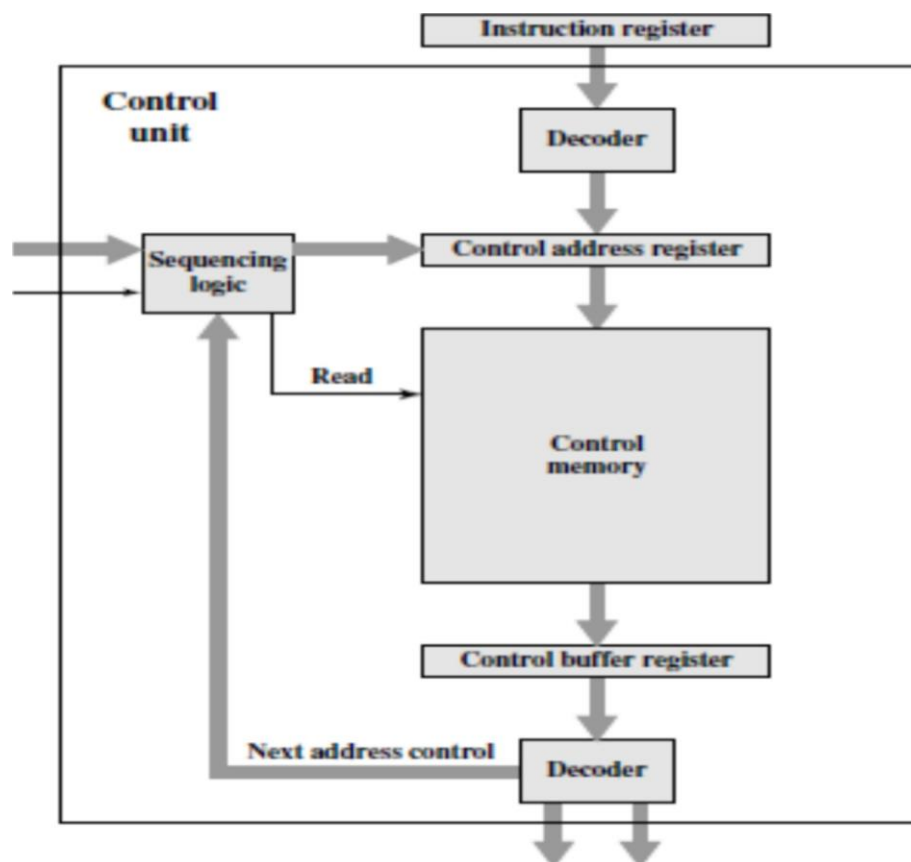 Instruction register
Control
unit
Decoder
Sequencing
logic
Control address register
Read
Control
memory
Control buffer register
Next address control
Decoder